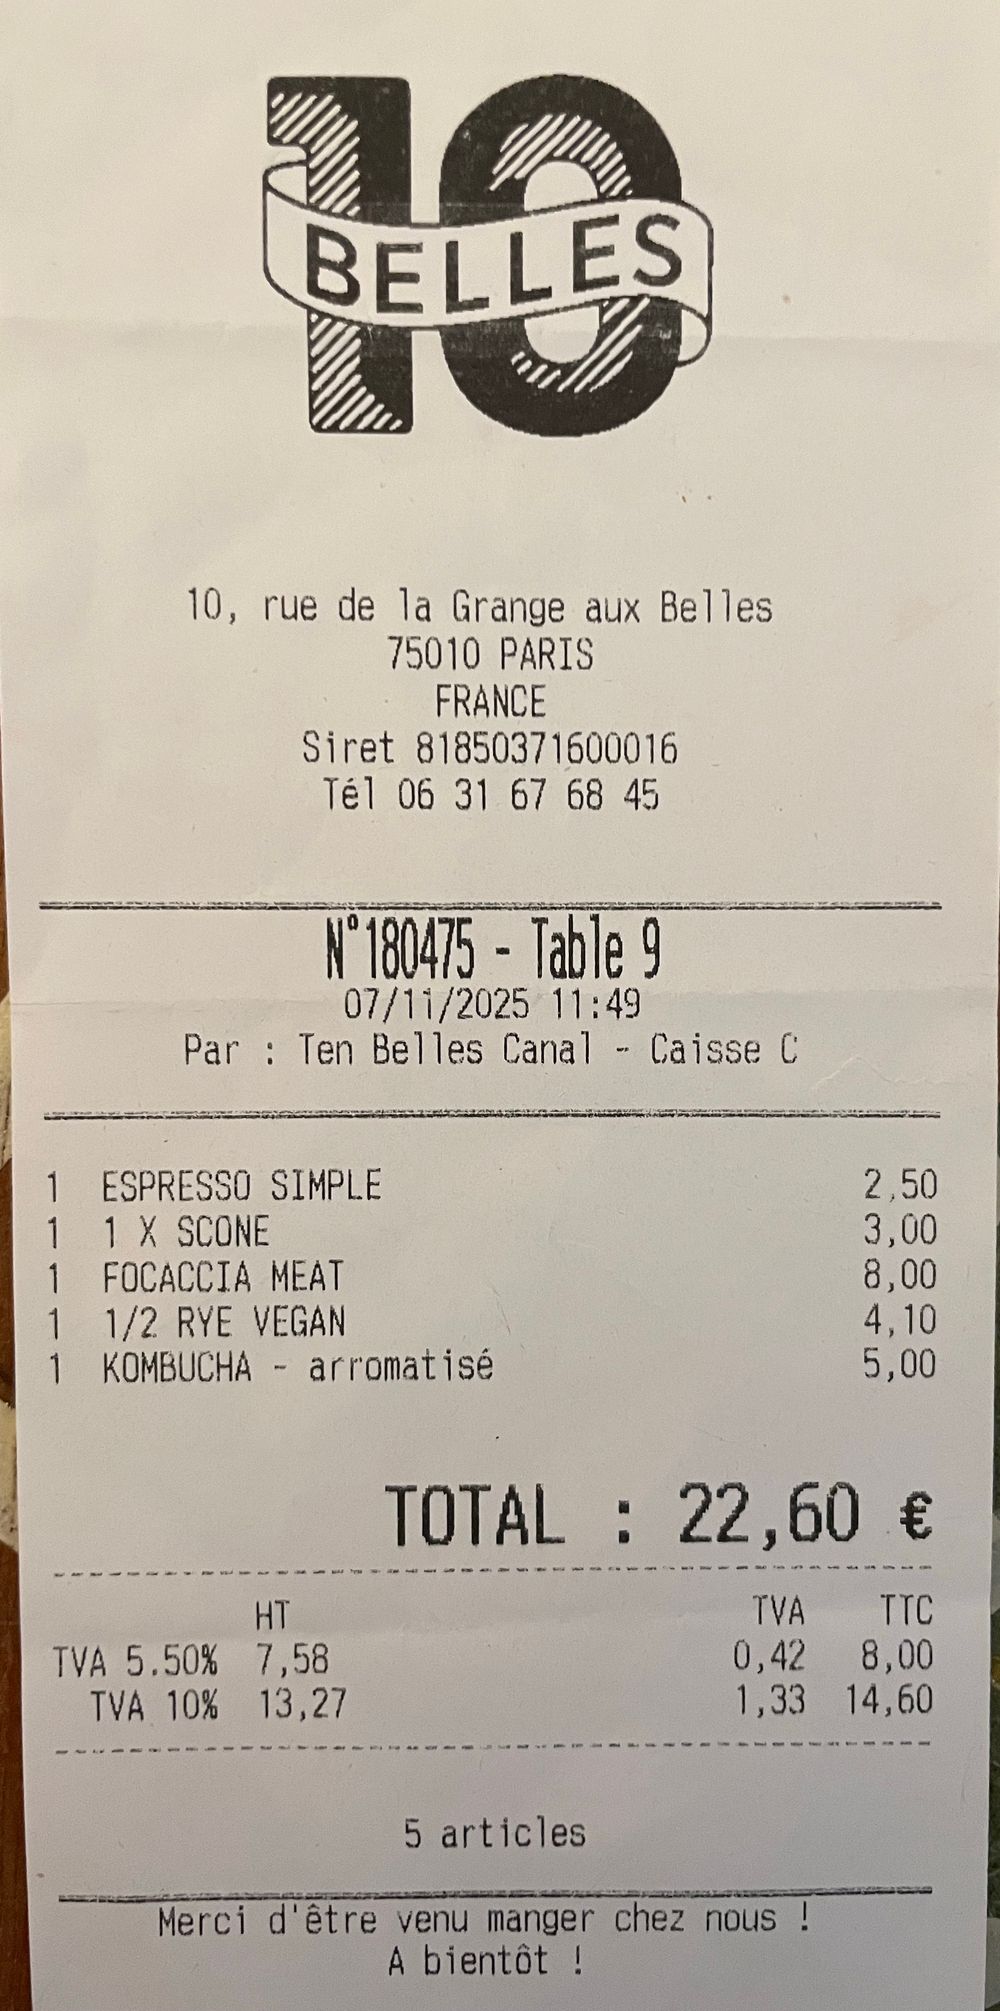 10
BELLES
10, rue de la Grange aux Belles
75010 PARIS
FRANCE
Siret 81850371600016
Tél 06 31 67 68 45
N°180475 - Table 9
07/11/2025 11:49
Par : Ten Belles Canal - Caisse C
1 ESPRESSO SIMPLE 2,50
1 1 X SCONE 3,00
1 FOCACCIA MEAT 8,00
1 1/2 RYE VEGAN 4,10
1 KOMBUCHA - arromatisé 5,00
TOTAL : 22,60 €
HT TVA TTC
TVA 5.50% 7,58 0,42 8,00
TVA 10% 13,27 1,33 14,60
5 articles
Merci d'être venu manger chez nous !
A bientôt !